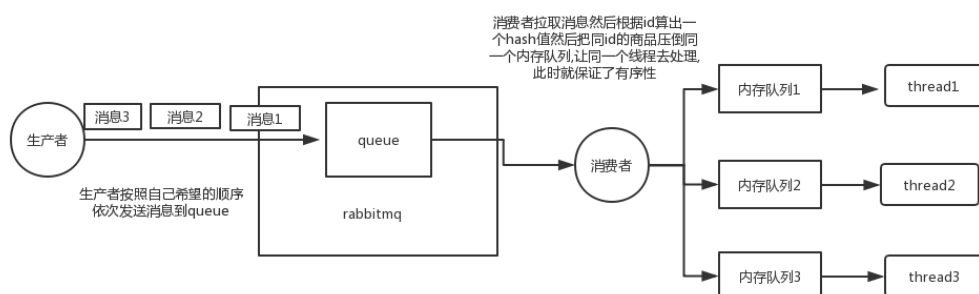 消费者拉取消息然后根据id算出一
个hash值然后把同id的商品压倒同
一个内存队列,让同一个线程去处理,
此时就保证了有序性
内存队列1
thread1
消息3
消息2
消息1
生产者
queue
消费者
生产者按照自己希望的顺序
依次发送消息到queue
rabbitmq
内存队列2
thread2
内存队列3
thread3